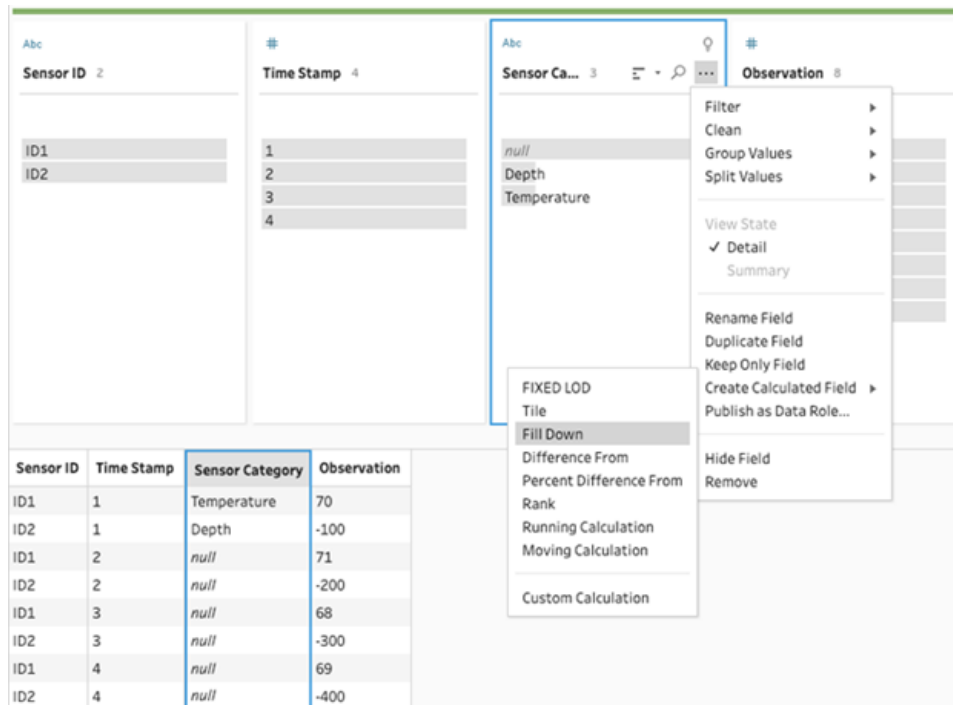 Abc
Sensor ID 2
ID1
ID2
#
Time Stamp 4
1
2
3
4
Abc
Sensor Ca... 3
null
Depth
Temperature
#
Observation 8
Filter
Clean
Group Values
Split Values
View State
✓ Detail
Summary
Rename Field
Duplicate Field
Keep Only Field
Create Calculated Field
Publish as Data Role...
Hide Field
Remove
FIXED LOD
Tile
Fill Down
Difference From
Percent Difference From
Rank
Running Calculation
Moving Calculation
Custom Calculation
Sensor ID Time Stamp Sensor Category Observation
ID1 1 Temperature 70
ID2 1 Depth -100
ID1 2 null 71
ID2 2 null -200
ID1 3 null 68
ID2 3 null -300
ID1 4 null 69
ID2 4 null -400